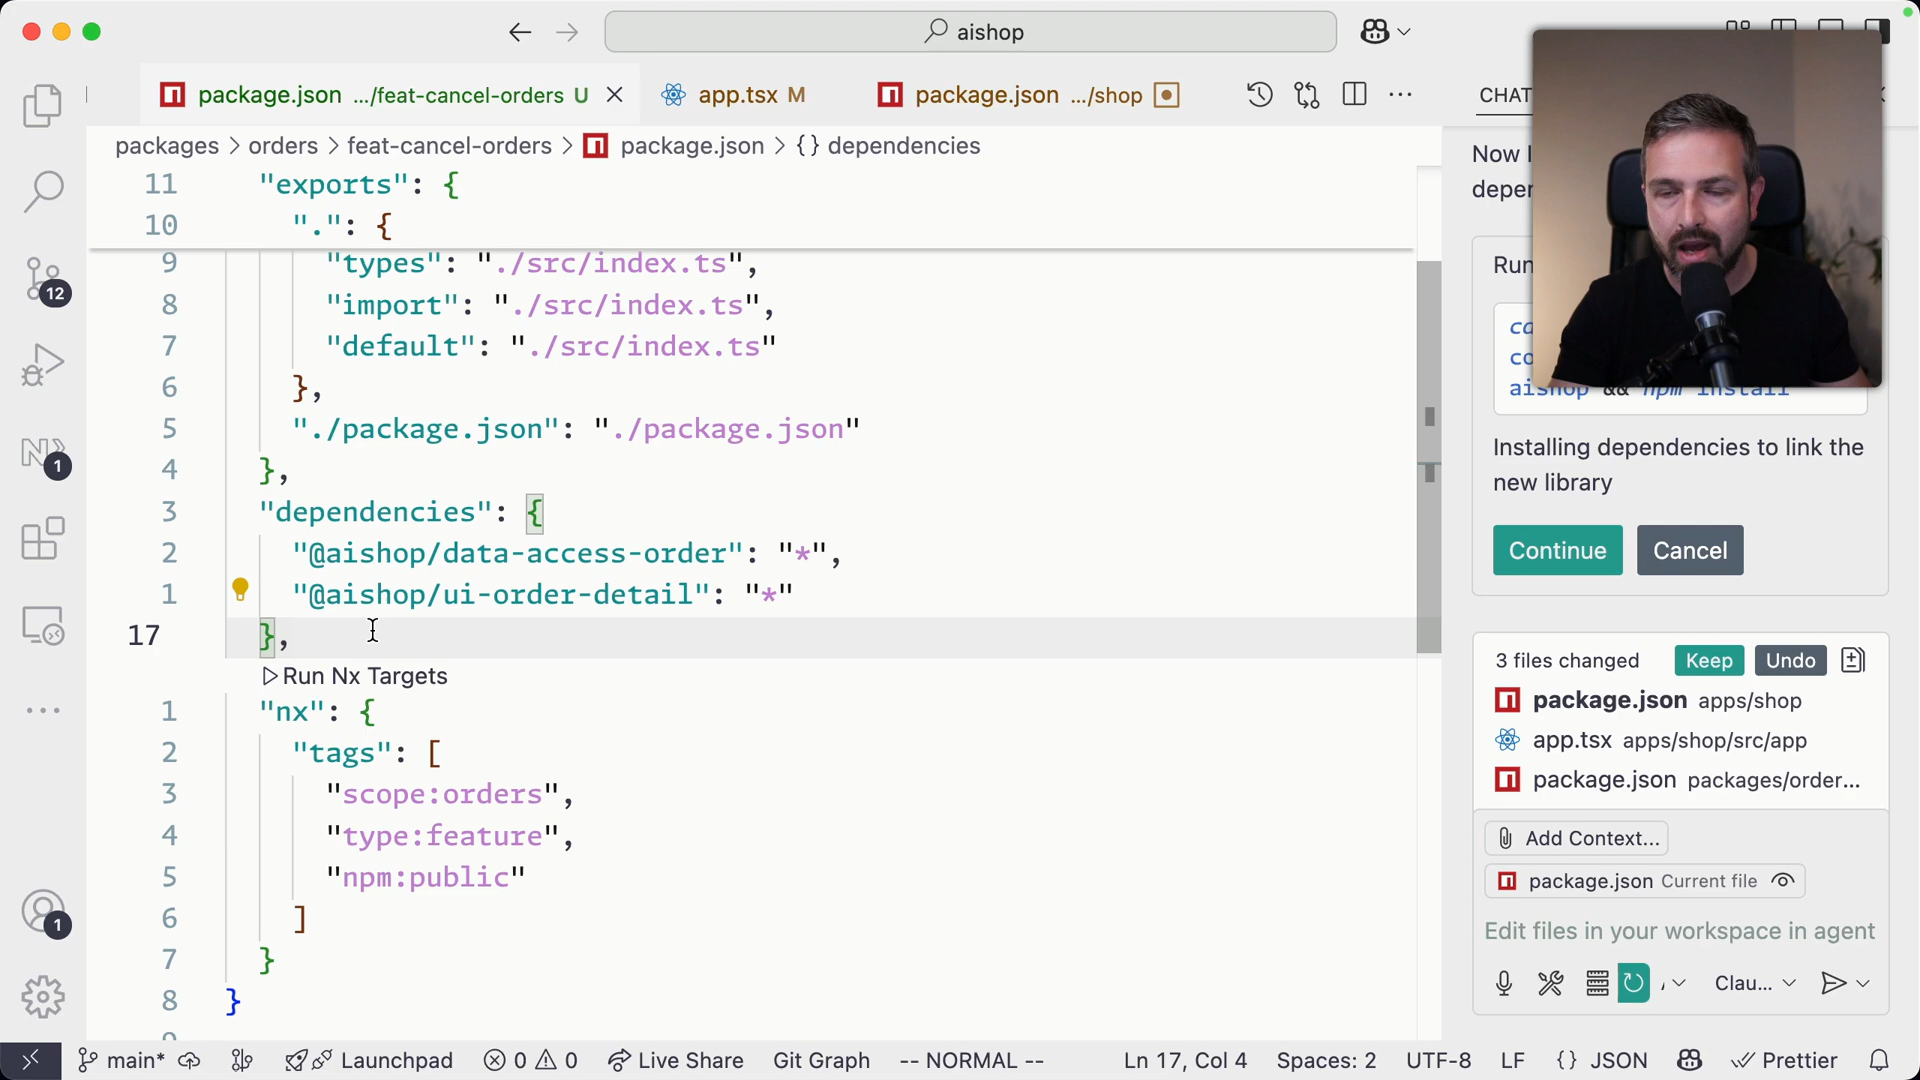 aishop
package.json .../feat-cancel-orders U
app.tsx M
package.json .../shop
CHAT
packages > orders > feat-cancel-orders > package.json > {} dependencies
11 "exports": {
10 ".": {
9 "types": "./src/index.ts",
8 "import": "./src/index.ts",
7 "default": "./src/index.ts"
6 },
5 "./package.json": "./package.json"
4 },
3 "dependencies": {
2 "@aishop/data-access-order": "*",
1 "@aishop/ui-order-detail": "*"
17 },
Run Nx Targets
1 "nx": {
2 "tags": [
3 "scope:orders",
4 "type:feature",
5 "npm:public"
6 ]
7 }
8 }
12
1
1
Now
Run
aishop && npm install
Installing dependencies to link the
new library
Continue Cancel
3 files changed Keep Undo
package.json apps/shop
app.tsx apps/shop/src/app
package.json packages/order...
Add Context...
package.json Current file
Edit files in your workspace in agent
Clau...
main* Launchpad 0 0 Live Share Git Graph -- NORMAL -- Ln 17, Col 4 Spaces: 2 UTF-8 LF {} JSON Prettier